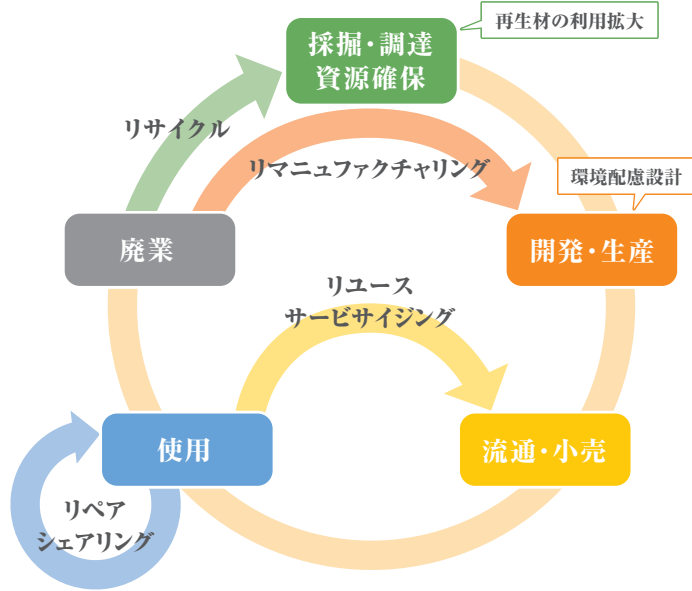 再生材の利用拡大
採掘・調達
資源確保
リサイクル
リマニュファクチャリング
環境配慮設計
廃業
開発・生産
リユース
サービサイジング
使用
流通・小売
リペア
シェアリング